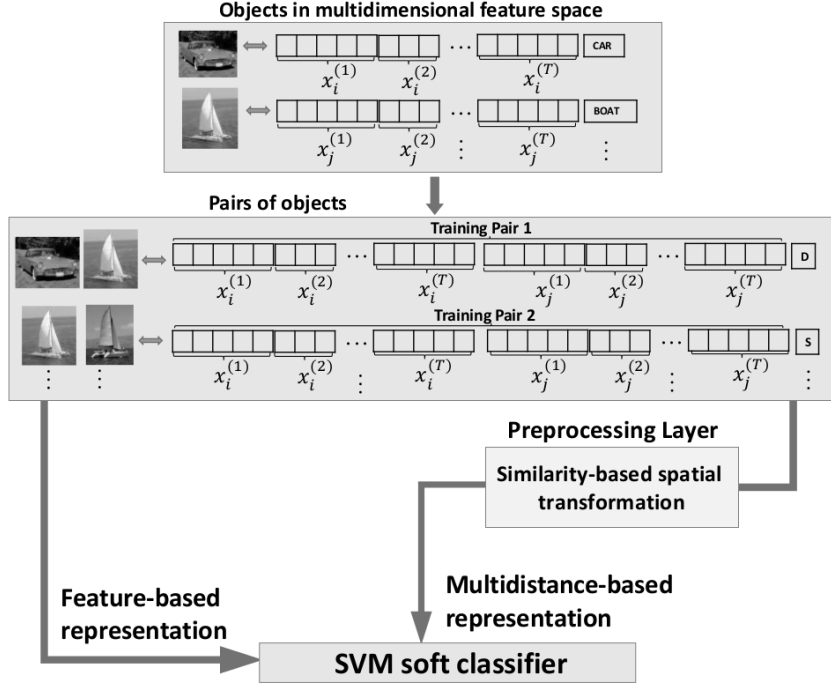 Objects in multidimensional feature space
x_i^{(1)} x_i^{(2)} ... x_i^{(T)} CAR
x_j^{(1)} x_j^{(2)} ⋮ x_j^{(T)} ⋮
... BOAT
Pairs of objects
Training Pair 1
... ... D
x_i^{(1)} x_i^{(2)} x_i^{(T)} x_j^{(1)} x_j^{(2)} x_j^{(T)}
Training Pair 2
... ... S
x_i^{(1)} x_i^{(2)} ⋮ x_i^{(T)} x_j^{(1)} x_j^{(2)} ⋮ x_j^{(T)} ⋮
Preprocessing Layer
Similarity-based spatial
transformation
Feature-based
representation
Multidistance-based
representation
SVM soft classifier